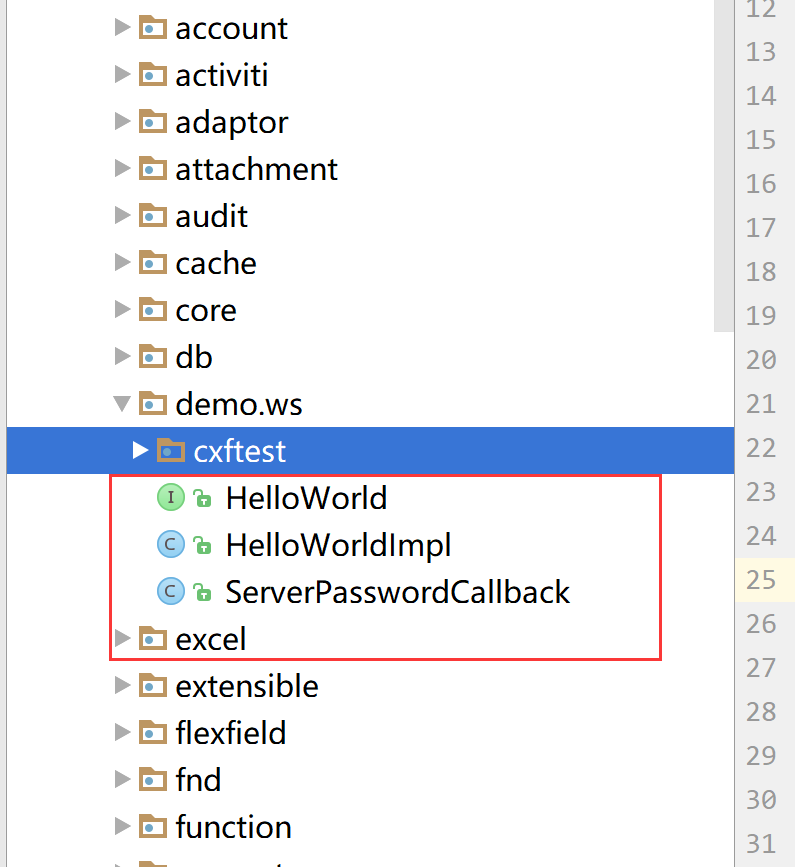 account
activiti
adaptor
attachment
audit
cache
core
db
demo.ws
cxftest
I HelloWorld
C HelloWorldImpl
C ServerPasswordCallback
excel
extensible
flexfield
fnd
function
12
13
14
15
16
17
18
19
20
21
22
23
24
25
26
27
28
29
30
31